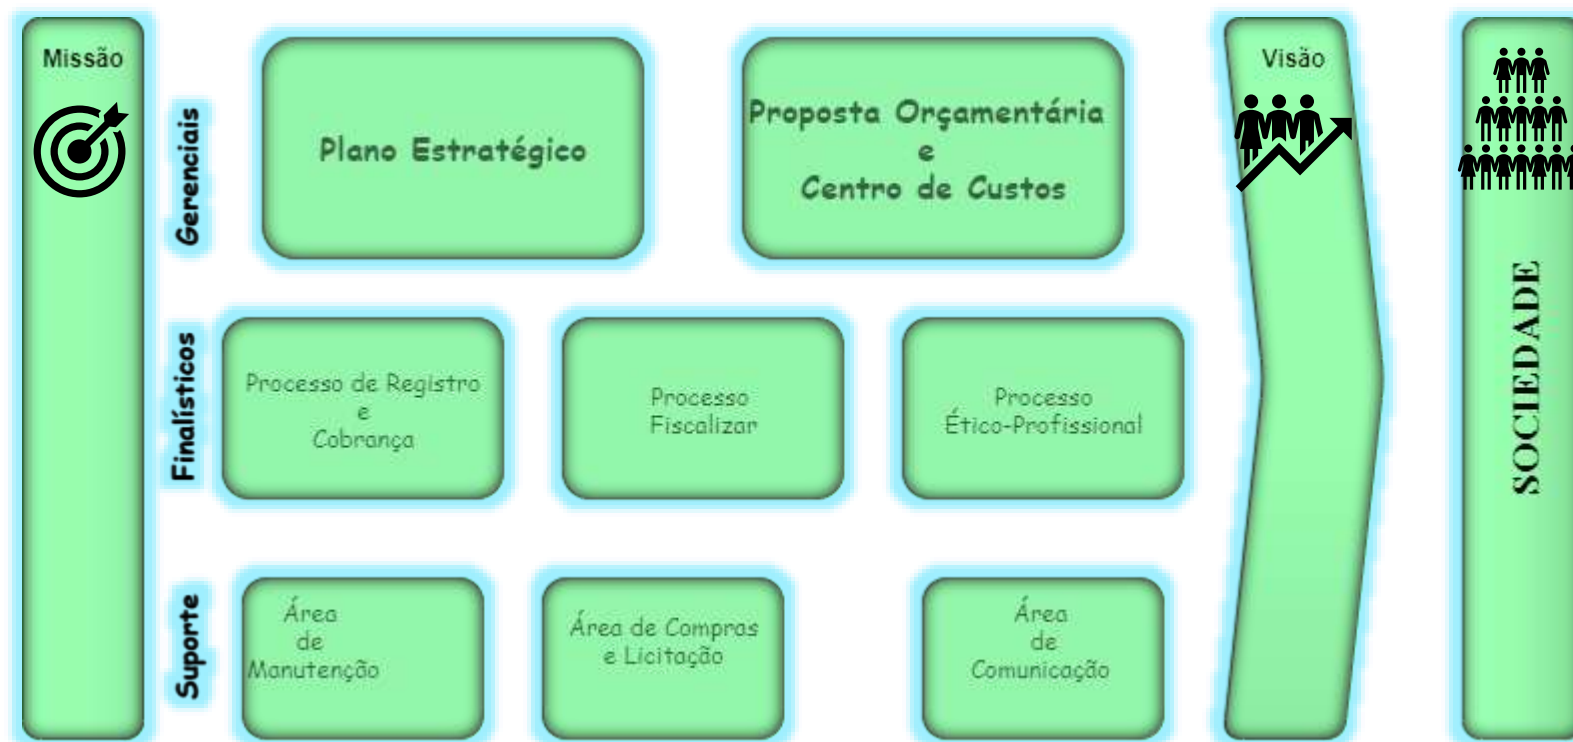 Missão
Gerenciais
Plano Estratégico
Proposta Orçamentária
e
Centro de Custos
Finalísticos
Processo de Registro
e
Cobrança
Processo
Fiscalizar
Processo
Ético-Profissional
Suporte
Área
de
Manutenção
Área de Compras
e Licitação
Área
de
Comunicação
Visão
SOCIEDADE